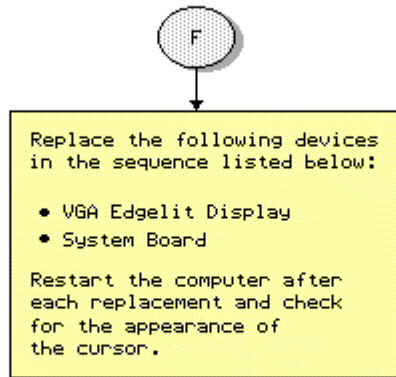 F
Replace the following devices
in the sequence listed below:
• VGA Edgelit Display
• System Board
Restart the computer after
each replacement and check
for the appearance of
the cursor.